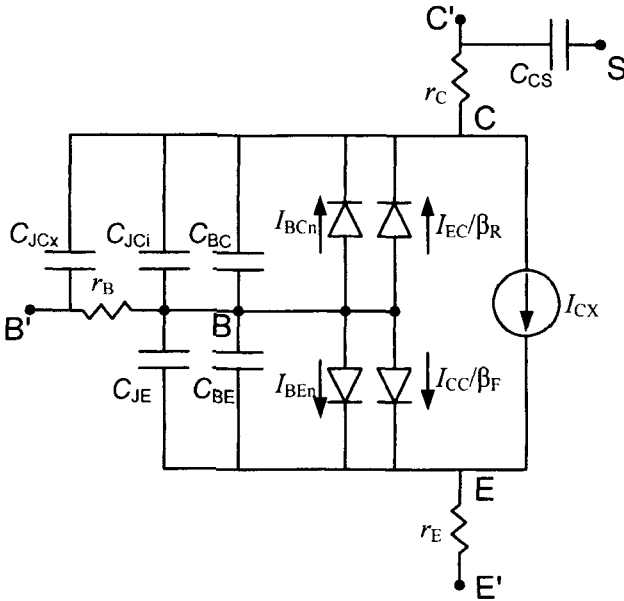 C'
S
C_CS
r_C
C
C_JCx
C_JCi
C_BC
I_BCn
I_EC/β_R
r_B
B'
B
I_CX
C_JE
C_BE
I_BEn
I_CC/β_F
E
r_E
E'